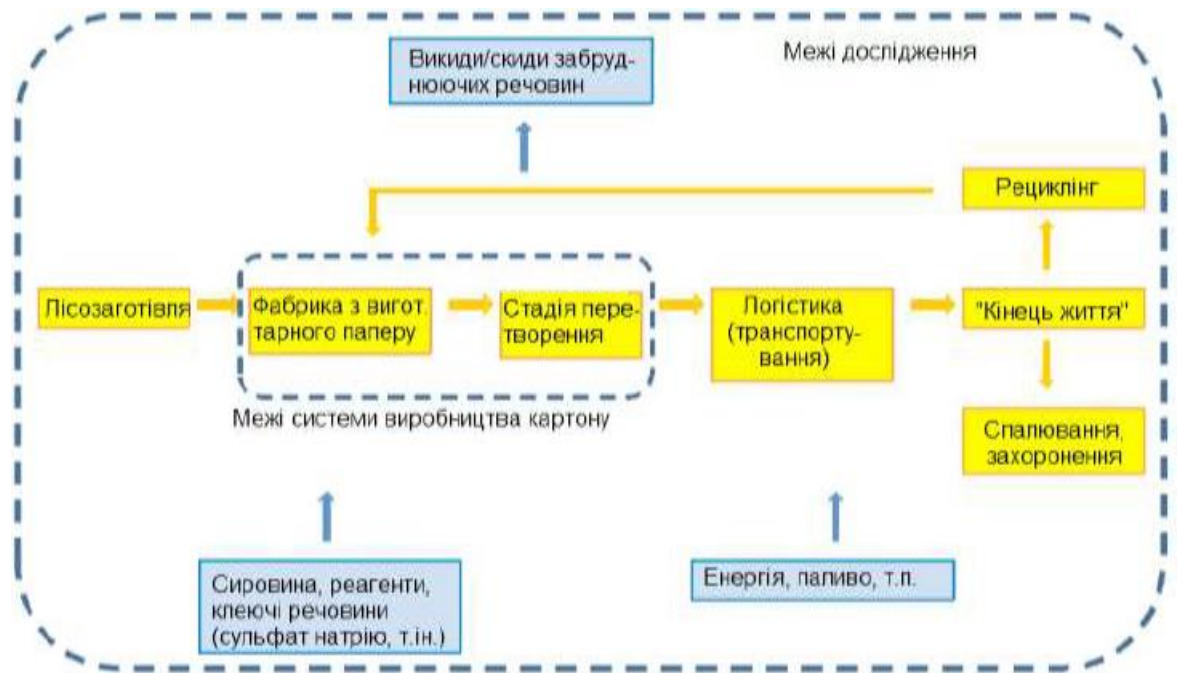 Викиди/скиди забруд-
нюючих речовин
Межі дослідження
Рециклінг
Лісозаготівля
Фабрика з вигот.
тарного паперу
Стадія пере-
творення
Логістика
(транспорту-
вання)
"Кінець життя"
Межі системи виробництва картону
Спалювання,
захоронення
Сировина, реагенти,
клеючі речовини
(сульфат натрію, т.ін.)
Енергія, паливо, т.п.